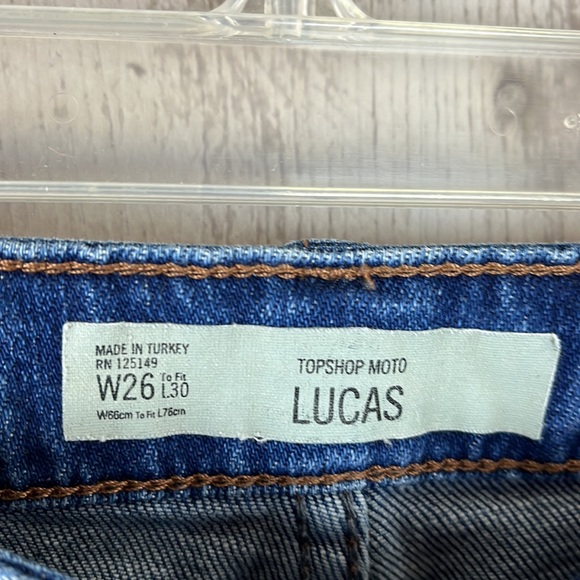 MADE IN TURKEY
RN 125149
W26 To Fit L30
W66cm To Fit L76cm
TOPSHOP MOTO
LUCAS